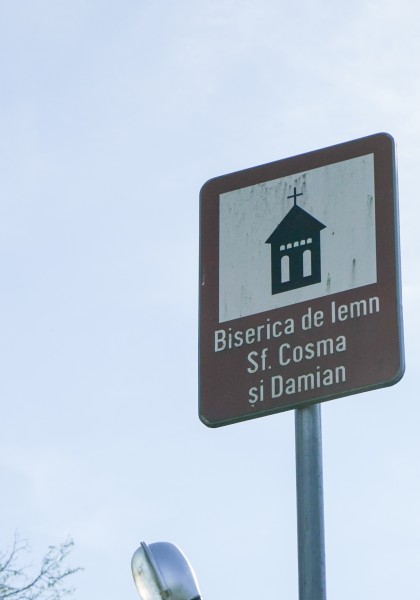 Biserica de lemn
Sf. Cosma
și Damian